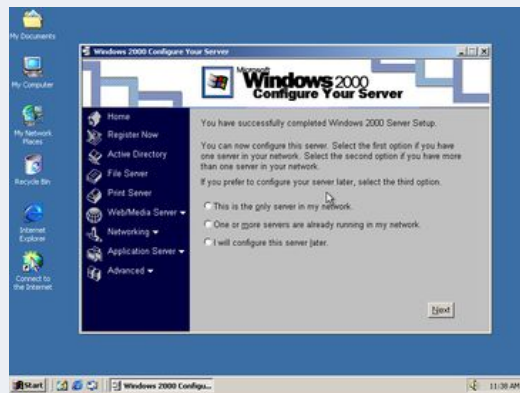 My Documents
My Computer
My Network
Places
Recycle Bin
Internet
Explorer
Connect to
the Internet
Windows 2000 Configure Your Server
Microsoft
Windows 2000
Configure Your Server
Home
Register Now
Active Directory
File Server
Print Server
Web/Media Server
Networking
Application Server
Advanced
You have successfully completed Windows 2000 Server Setup.
You can now configure this server. Select the first option if you have
one server in your network. Select the second option if you have more
than one server in your network.
If you prefer to configure your server later, select the third option.
This is the only server in my network.
One or more servers are already running in my network.
I will configure this server later.
Next
Start
Windows 2000 Configu...
11:38 AM